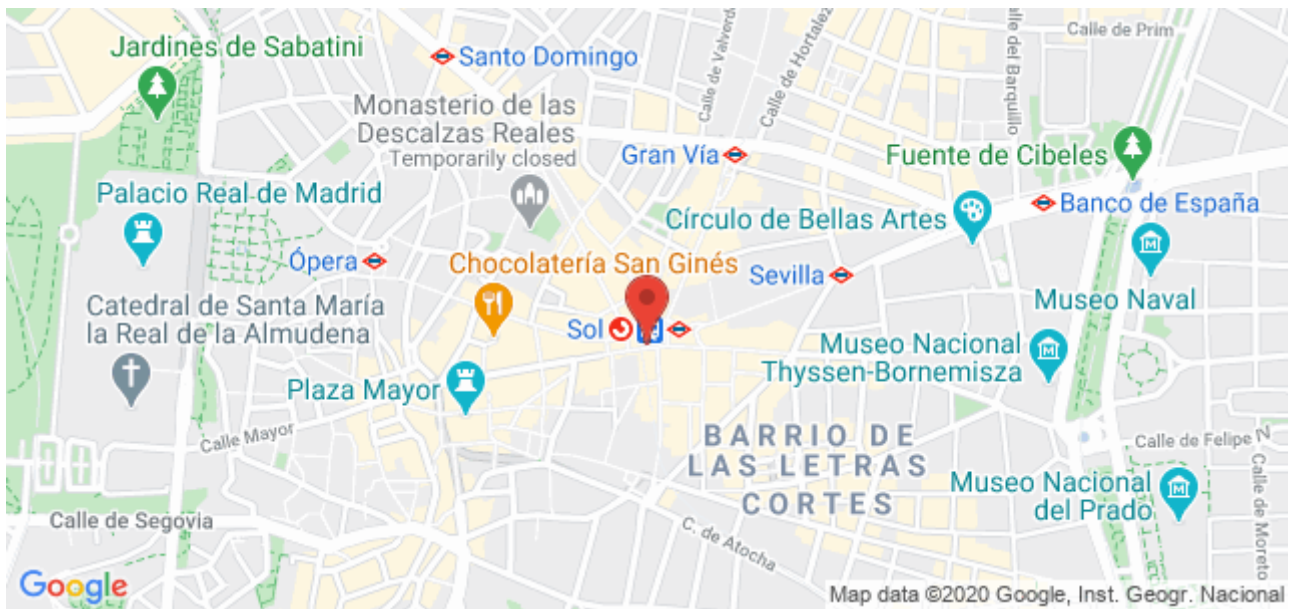 Jardines de Sabatini
Santo Domingo
Calle de Valverde
Calle de Hortaleza
Calle del Barquillo
Calle de Prim
Monasterio de las
Descalzas Reales
Temporarily closed
Gran Vía
Fuente de Cibeles
Palacio Real de Madrid
Círculo de Bellas Artes
Banco de España
Ópera
Chocolatería San Ginés
Sevilla
Museo Naval
Catedral de Santa María
la Real de la Almudena
Sol
Museo Nacional
Thyssen-Bornemisza
Plaza Mayor
Calle Mayor
BARRIO DE
LAS LETRAS
CORTES
Calle de Felipe N
Museo Nacional
del Prado
Calle de Moreto
Calle de Segovia
C. de Atocha
Google
Map data ©2020 Google, Inst. Geogr. Nacional